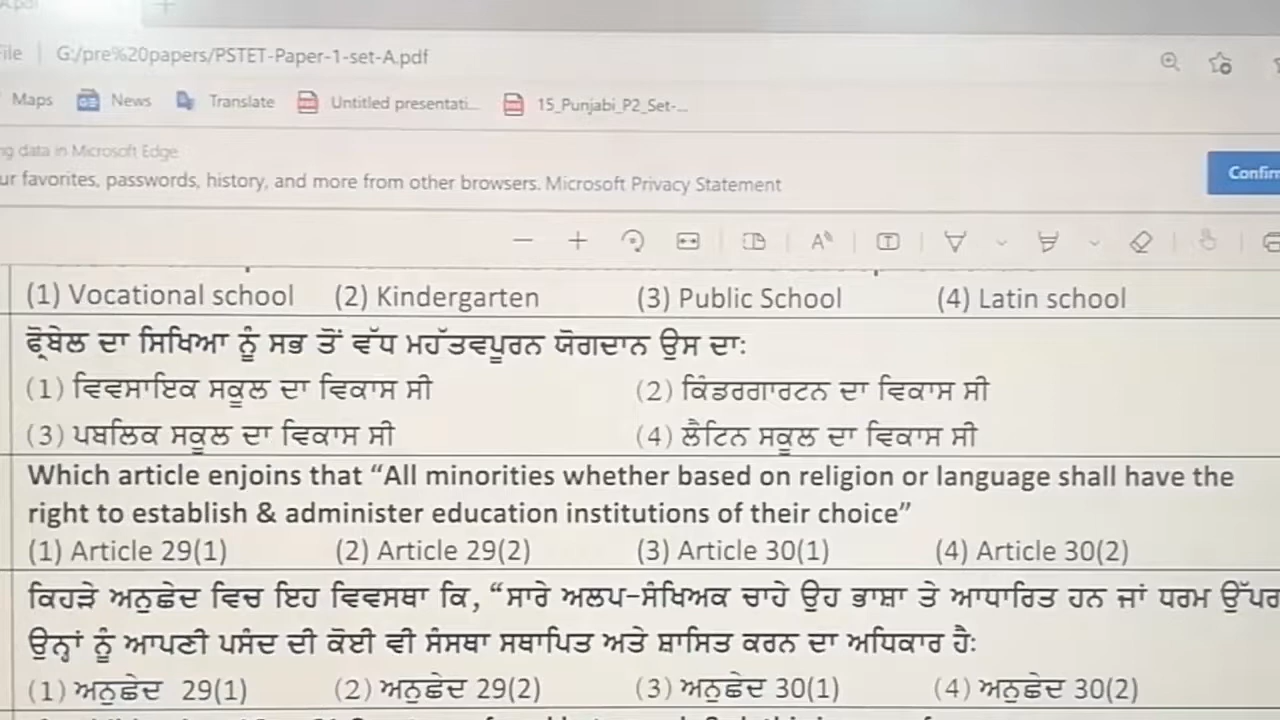 File G:/pre%20papers/PSTET-Paper-1-set-A.pdf
Maps News Translate Untitled presentati... 15_Punjabi_P2_Set-...
data in Microsoft Edge
favorites, passwords, history, and more from other browsers. Microsoft Privacy Statement
(1) Vocational school (2) Kindergarten (3) Public School (4) Latin school
ਫ੍ਰੋਬੇਲ ਦਾ ਸਿਖਿਆ ਨੂੰ ਸਭ ਤੋਂ ਵੱਧ ਮਹੱਤਵਪੂਰਨ ਯੋਗਦਾਨ ਉਸ ਦਾ:
(1) ਵਿਵਸਾਇਕ ਸਕੂਲ ਦਾ ਵਿਕਾਸ ਸੀ (2) ਕਿੰਡਰਗਾਰਟਨ ਦਾ ਵਿਕਾਸ ਸੀ
(3) ਪਬਲਿਕ ਸਕੂਲ ਦਾ ਵਿਕਾਸ ਸੀ (4) ਲੈਟਿਨ ਸਕੂਲ ਦਾ ਵਿਕਾਸ ਸੀ
Which article enjoins that “All minorities whether based on religion or language shall have the
right to establish & administer education institutions of their choice”
(1) Article 29(1) (2) Article 29(2) (3) Article 30(1) (4) Article 30(2)
ਕਿਹੜੇ ਅਨੁਛੇਦ ਵਿਚ ਇਹ ਵਿਵਸਥਾ ਕਿ, “ਸਾਰੇ ਅਲਪ-ਸੰਖਿਅਕ ਚਾਹੇ ਉਹ ਭਾਸ਼ਾ ਤੇ ਆਧਾਰਿਤ ਹਨ ਜਾਂ ਧਰਮ ਉੱਪਰ
ਉਨ੍ਹਾਂ ਨੂੰ ਆਪਣੀ ਪਸੰਦ ਦੀ ਕੋਈ ਵੀ ਸੰਸਥਾ ਸਥਾਪਿਤ ਅਤੇ ਸ਼ਾਸਿਤ ਕਰਨ ਦਾ ਅਧਿਕਾਰ ਹੈ:
(1) ਅਨੁਛੇਦ 29(1) (2) ਅਨੁਛੇਦ 29(2) (3) ਅਨੁਛੇਦ 30(1) (4) ਅਨੁਛੇਦ 30(2)